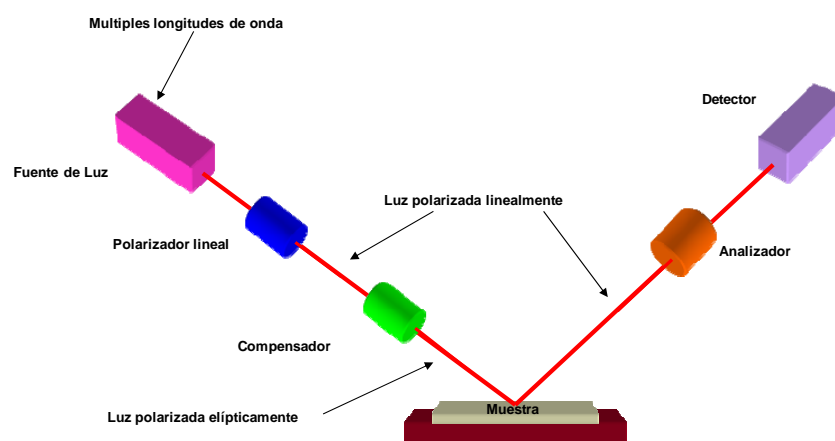 Multiples longitudes de onda
Detector
Fuente de Luz
Luz polarizada linealmente
Polarizador lineal
Analizador
Compensador
Luz polarizada elípticamente
Muestra